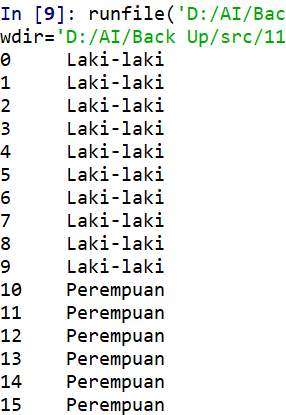 In [9]: runfile('D:/AI/Bac
wdir='D:/AI/Back Up/src/11
0 Laki-laki
1 Laki-laki
2 Laki-laki
3 Laki-laki
4 Laki-laki
5 Laki-laki
6 Laki-laki
7 Laki-laki
8 Laki-laki
9 Laki-laki
10 Perempuan
11 Perempuan
12 Perempuan
13 Perempuan
14 Perempuan
15 Perempuan